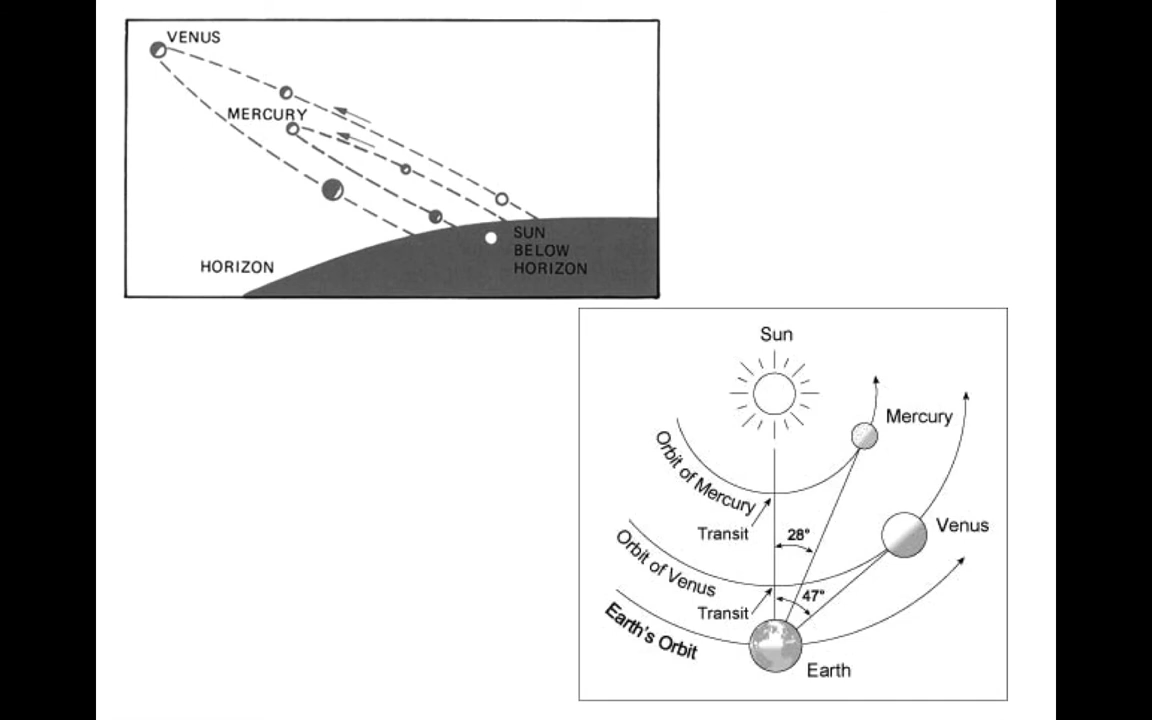 VENUS
MERCURY
SUN
BELOW
HORIZON
HORIZON
Sun
Mercury
Orbit of Mercury
Transit
28°
Venus
Orbit of Venus
47°
Transit
Earth's Orbit
Earth